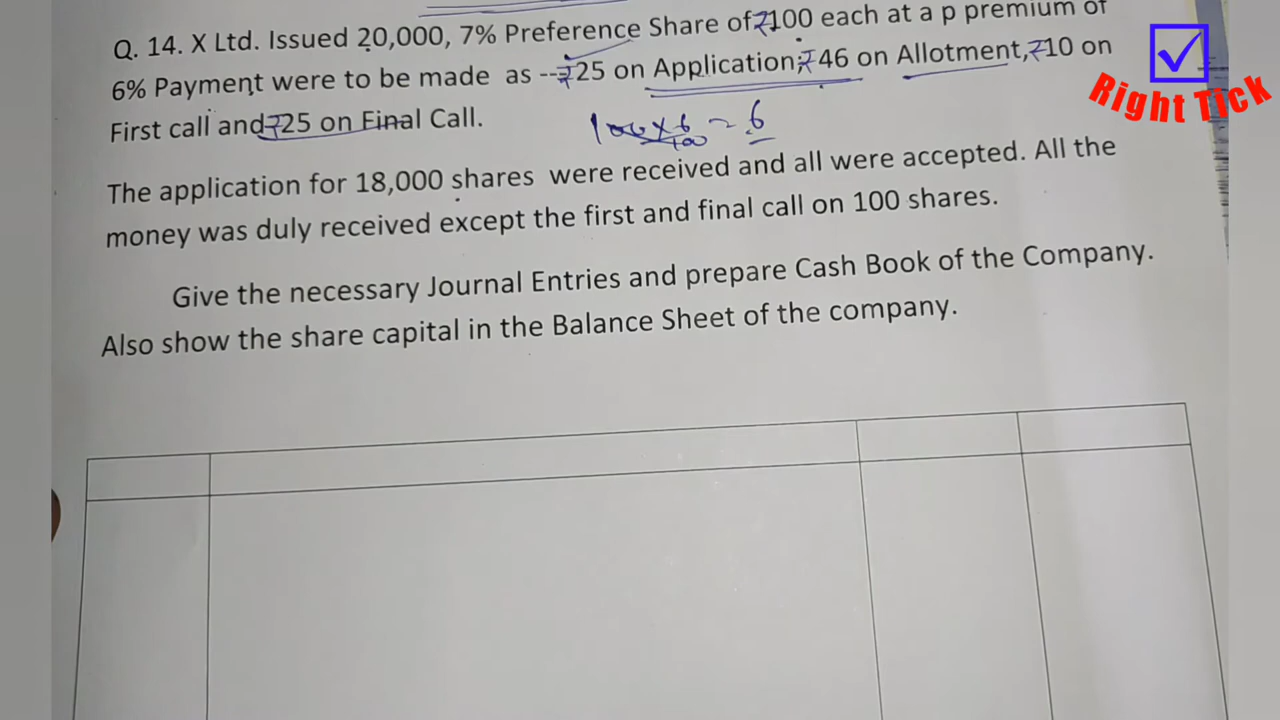 Q. 14. X Ltd. Issued 20,000, 7% Preference Share of ₹100 each at a p premium of
6% Payment were to be made as --₹25 on Application, ₹46 on Allotment, ₹10 on
First call and ₹25 on Final Call.
100 × 6/100 = 6
The application for 18,000 shares were received and all were accepted. All the
money was duly received except the first and final call on 100 shares.
Give the necessary Journal Entries and prepare Cash Book of the Company.
Also show the share capital in the Balance Sheet of the company.
Right Tick